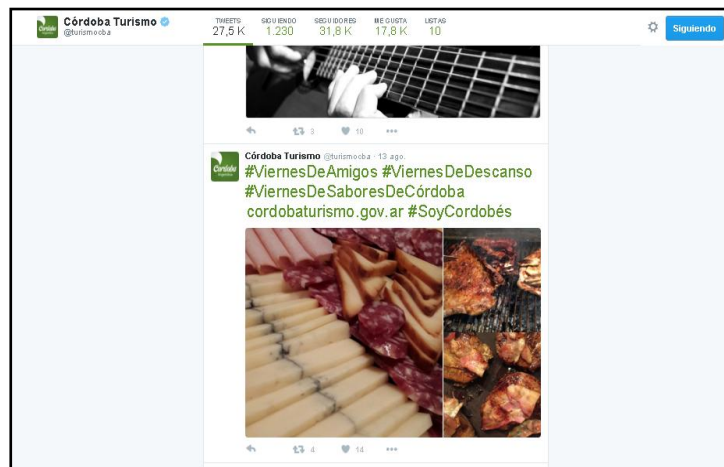 Córdoba Turismo
@turismocba
TWEETS
27,5 K
SIGUIENDO
1.230
SEGUIDORES
31,8 K
ME GUSTA
17,8 K
LISTAS
10
Siguiendo
3 10
Córdoba
Córdoba Turismo @turismocba · 13 ago.
#ViernesDeAmigos #ViernesDeDescanso
#ViernesDeSaboresDeCórdoba
cordobaturismo.gov.ar #SoyCordobés
4 14